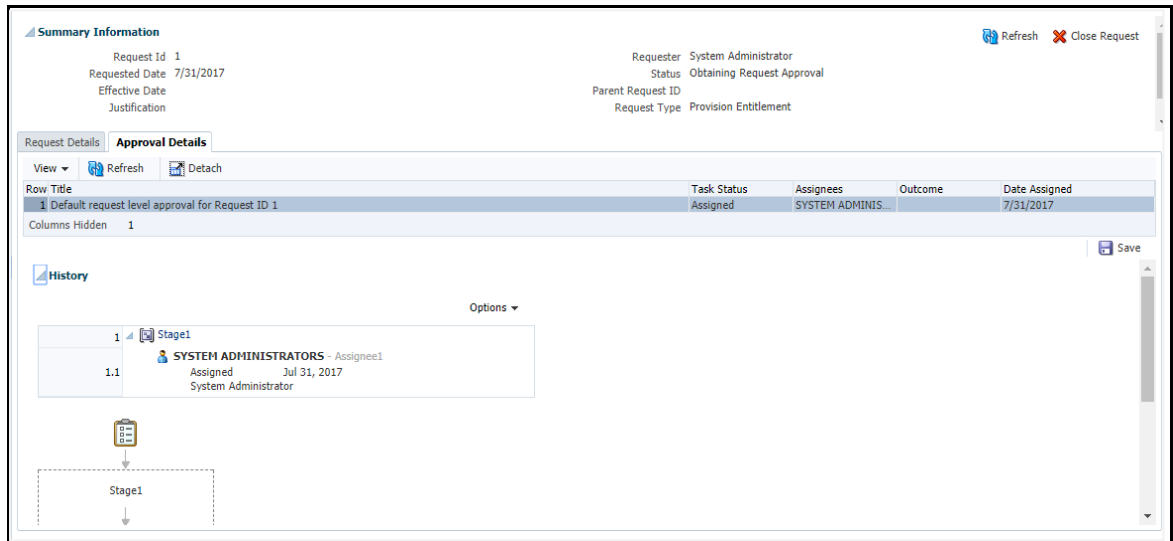 Summary Information
Refresh Close Request
Request Id 1 Requester System Administrator
Requested Date 7/31/2017 Status Obtaining Request Approval
Effective Date Parent Request ID
Justification Request Type Provision Entitlement
Request Details Approval Details
View Refresh Detach
Row Title Task Status Assignees Outcome Date Assigned
1 Default request level approval for Request ID 1 Assigned SYSTEM ADMINIS... 7/31/2017
Columns Hidden 1
Save
History
Options
1 Stage1
SYSTEM ADMINISTRATORS - Assignee1
1.1 Assigned Jul 31, 2017
System Administrator
Stage1